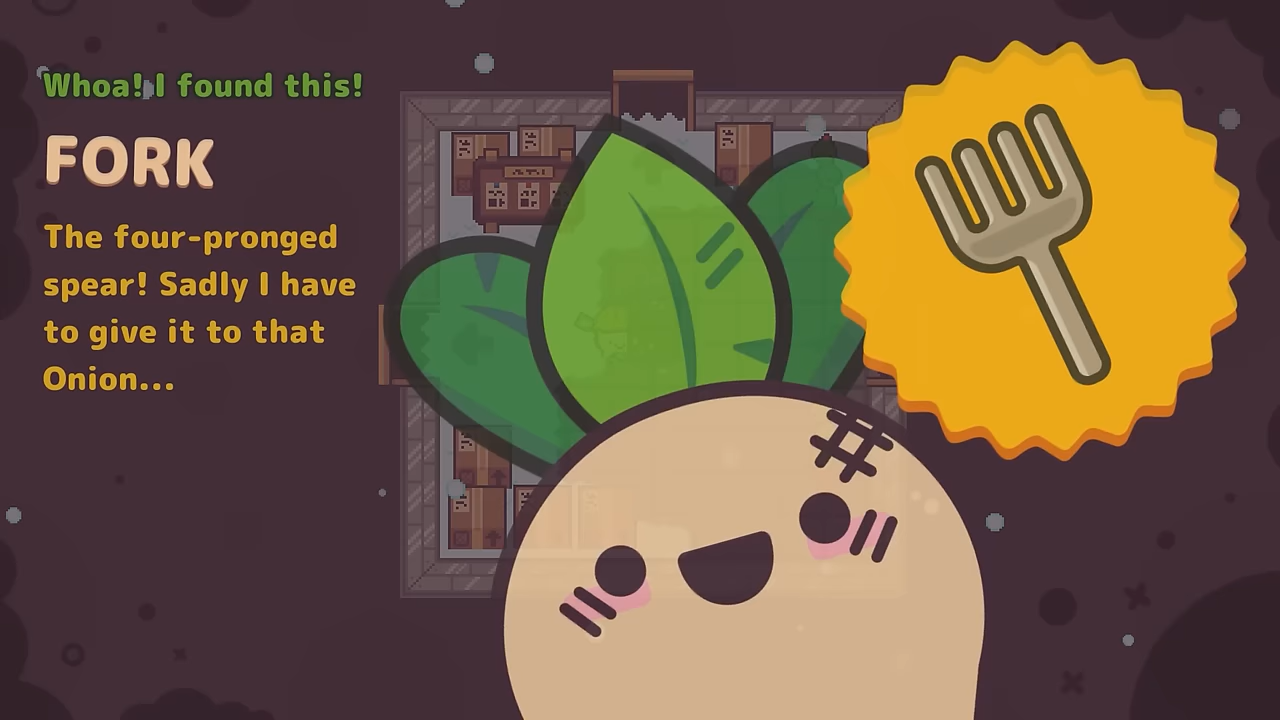 Whoa! I found this!
FORK
The four-pronged
spear! Sadly I have
to give it to that
Onion...